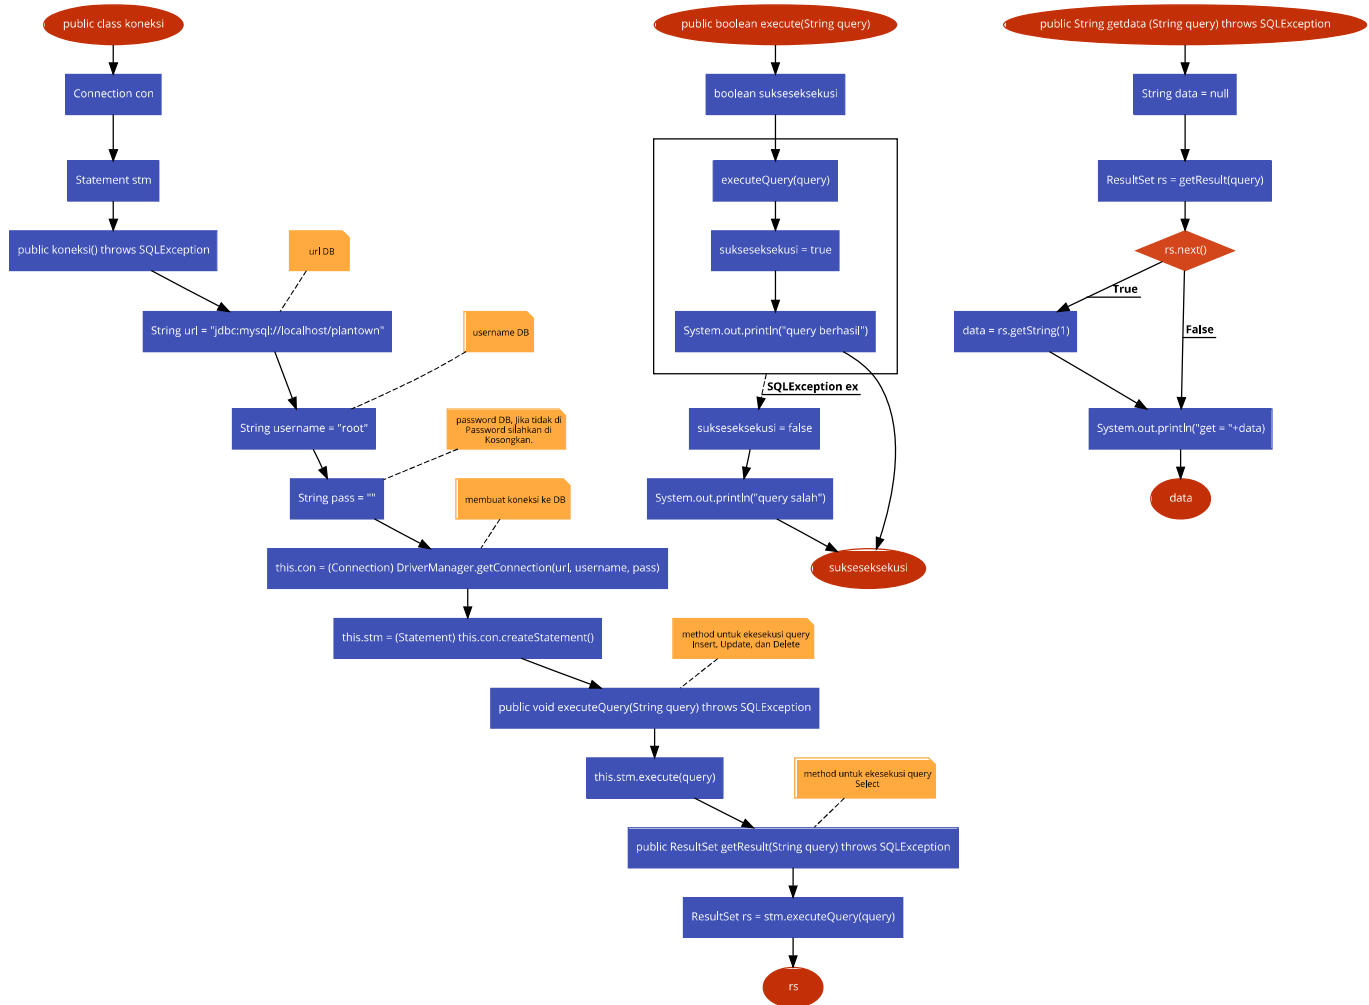 public class koneksi
Connection con
Statement stm
public koneksi() throws SQLException
url DB
String url = "jdbc:mysql://localhost/plantown"
username DB
String username = "root"
password DB, Jika tidak di
Password silahkan di
Kosongkan.
String pass = ""
membuat koneksi ke DB
this.con = (Connection) DriverManager.getConnection(url, username, pass)
this.stm = (Statement) this.con.createStatement()
method untuk ekesekusi query
Insert, Update, dan Delete
public void executeQuery(String query) throws SQLException
this.stm.execute(query)
method untuk ekesekusi query
Select
public ResultSet getResult(String query) throws SQLException
ResultSet rs = stm.executeQuery(query)
rs
public boolean execute(String query)
boolean sukseseksekusi
executeQuery(query)
sukseseksekusi = true
System.out.println("query berhasil")
SQLException ex
sukseseksekusi = false
System.out.println("query salah")
sukseseksekusi
public String getdata (String query) throws SQLException
String data = null
ResultSet rs = getResult(query)
rs.next()
True
data = rs.getString(1)
False
System.out.println("get = "+data)
data